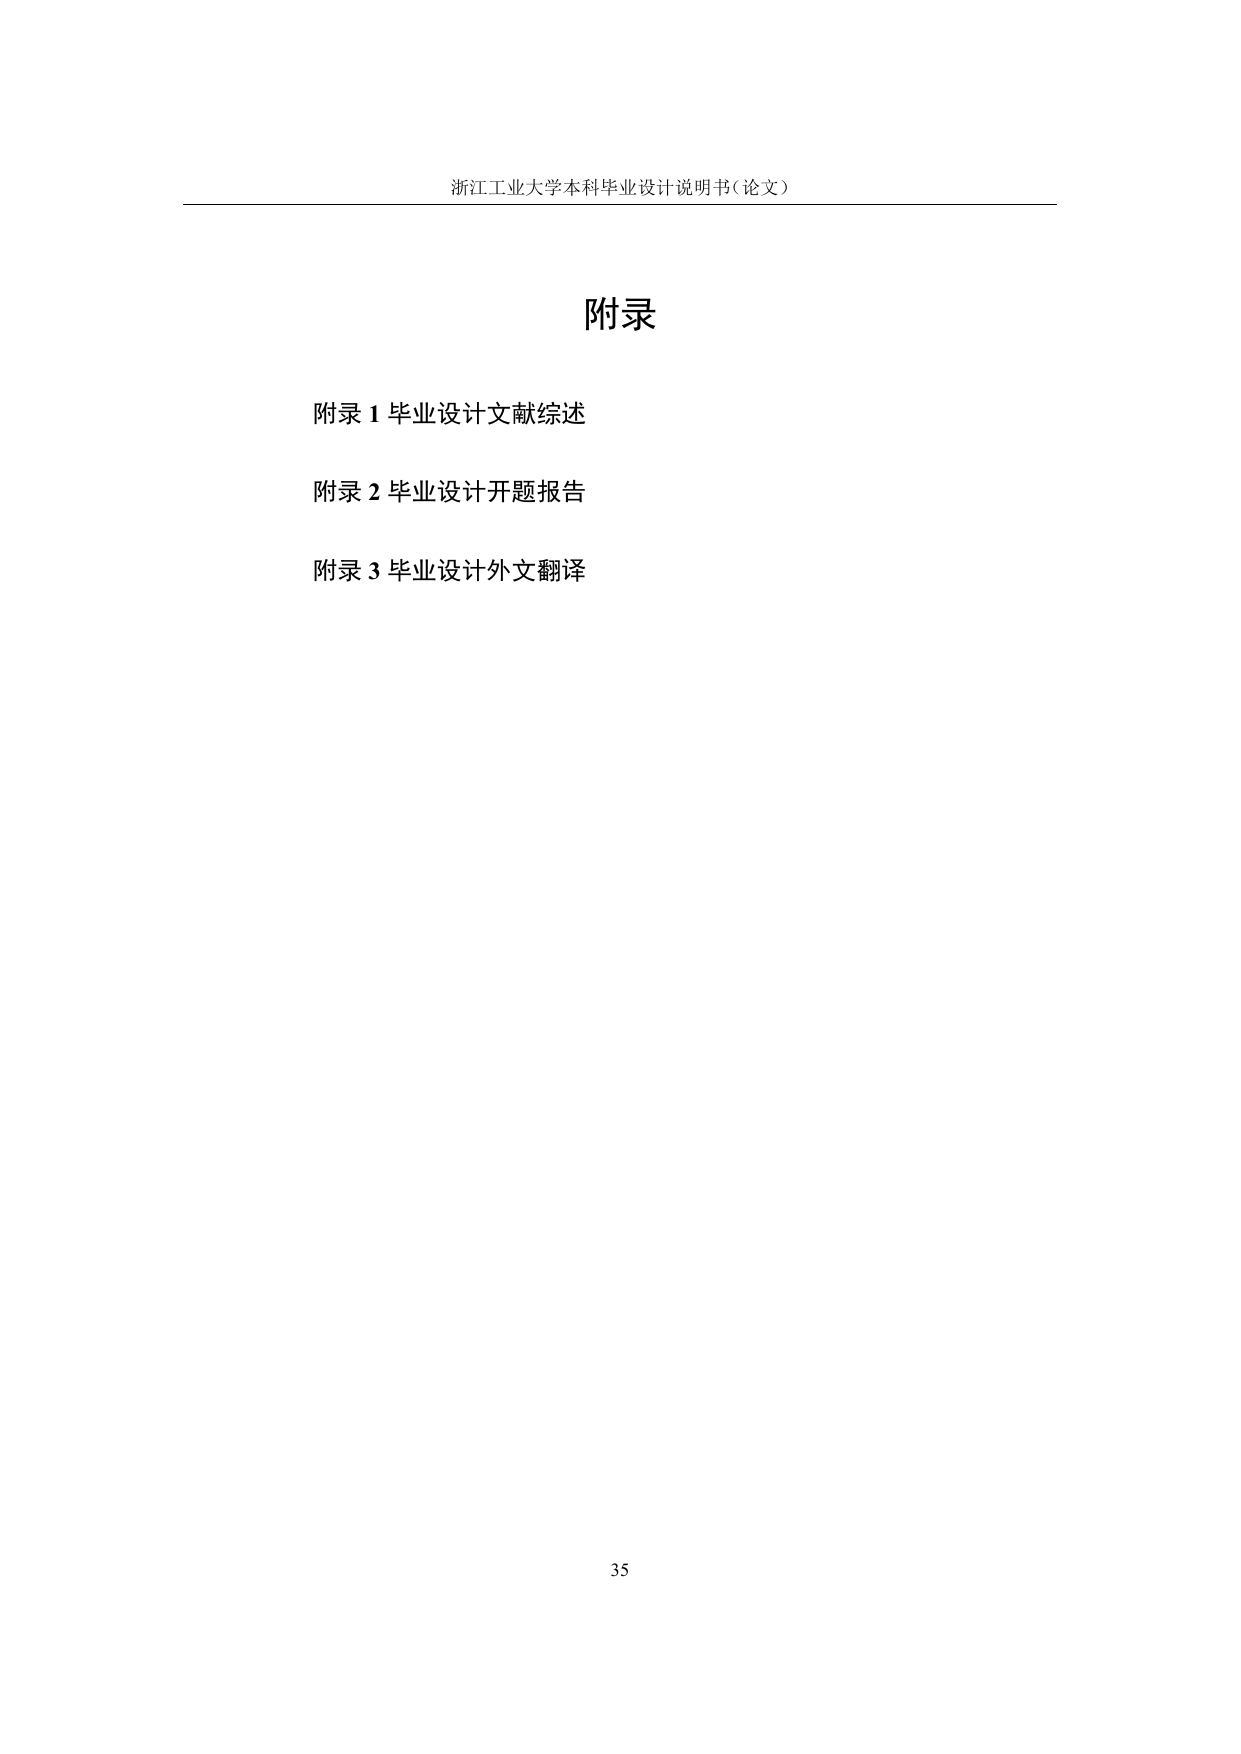 浙江工业大学本科毕业设计说明书（论文）
附录
附录 1 毕业设计文献综述
附录 2 毕业设计开题报告
附录 3 毕业设计外文翻译
35